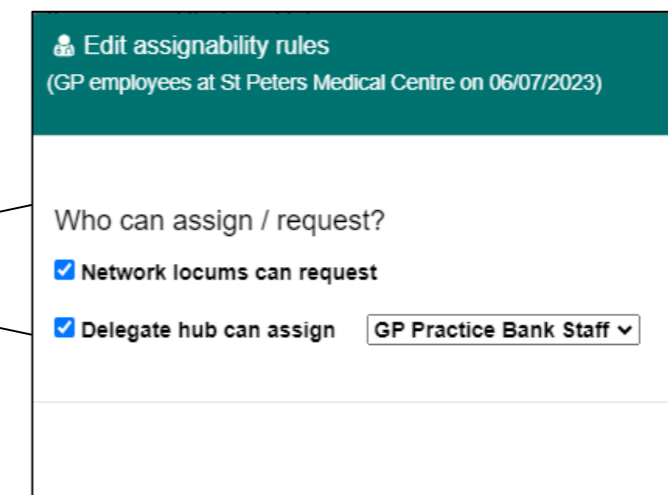 Edit assignability rules
(GP employees at St Peters Medical Centre on 06/07/2023)
Who can assign / request?
Network locums can request
Delegate hub can assign GP Practice Bank Staff